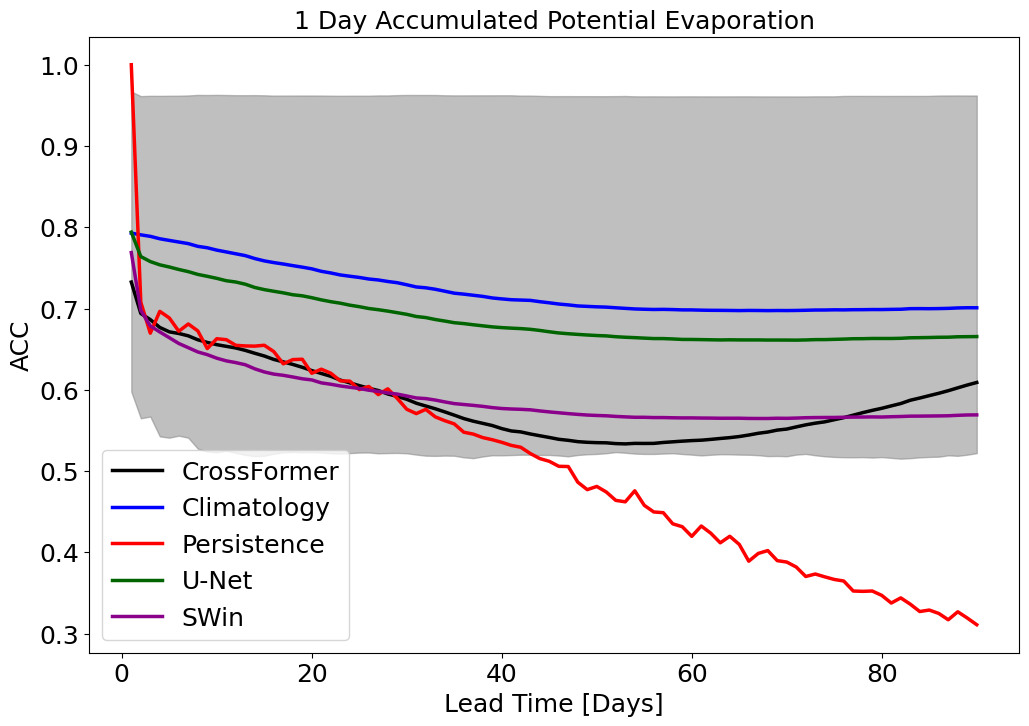 1 Day Accumulated Potential Evaporation
ACC
1.0
0.9
0.8
0.7
0.6
0.5
0.4
0.3
CrossFormer
Climatology
Persistence
U-Net
SWin
0 20 40 60 80
Lead Time [Days]